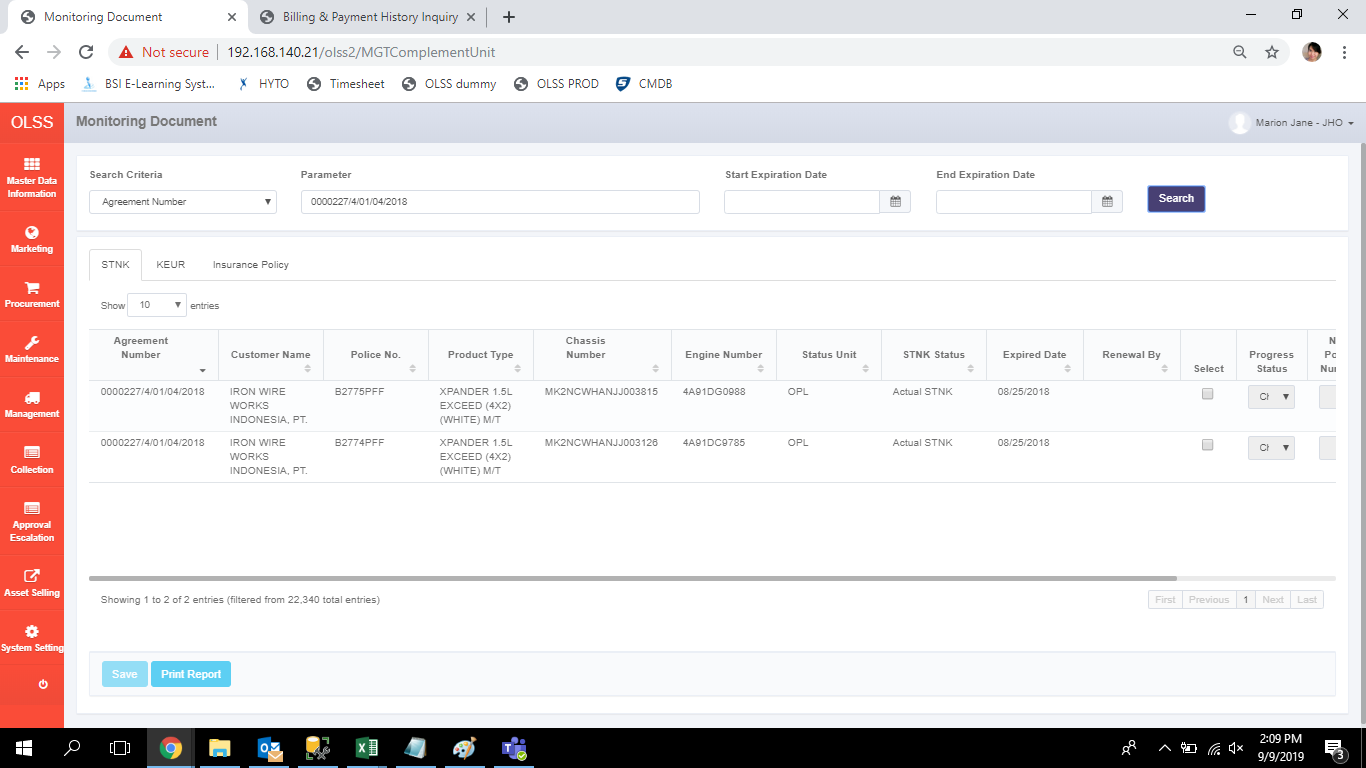 Monitoring Document
Billing & Payment History Inquiry
Not secure
192.168.140.21/olss2/MGTComplementUnit
Apps
BSI E-Learning Syst...
HYTO
Timesheet
OLSS dummy
OLSS PROD
CMDB
OLSS
Monitoring Document
Marion Jane - JHO
Master Data
Information
Marketing
Procurement
Maintenance
Management
Collection
Approval
Escalation
Asset Selling
System Setting
Search Criteria
Parameter
Start Expiration Date
End Expiration Date
Agreement Number
0000227/4/01/04/2018
Search
STNK
KEUR
Insurance Policy
Show 10 entries
Agreement
Number
Customer Name
Police No.
Product Type
Chassis
Number
Engine Number
Status Unit
STNK Status
Expired Date
Renewal By
Select
Progress
Status
0000227/4/01/04/2018
IRON WIRE
WORKS
INDONESIA, PT.
B2775PFF
XPANDER 1.5L
EXCEED (4X2)
(WHITE) M/T
MK2NCWHANJJ003815
4A91DG0988
OPL
Actual STNK
08/25/2018
0000227/4/01/04/2018
IRON WIRE
WORKS
INDONESIA, PT.
B2774PFF
XPANDER 1.5L
EXCEED (4X2)
(WHITE) M/T
MK2NCWHANJJ003126
4A91DC9785
OPL
Actual STNK
08/25/2018
Showing 1 to 2 of 2 entries (filtered from 22,340 total entries)
First
Previous
1
Next
Last
Save
Print Report
2:09 PM
9/9/2019
3